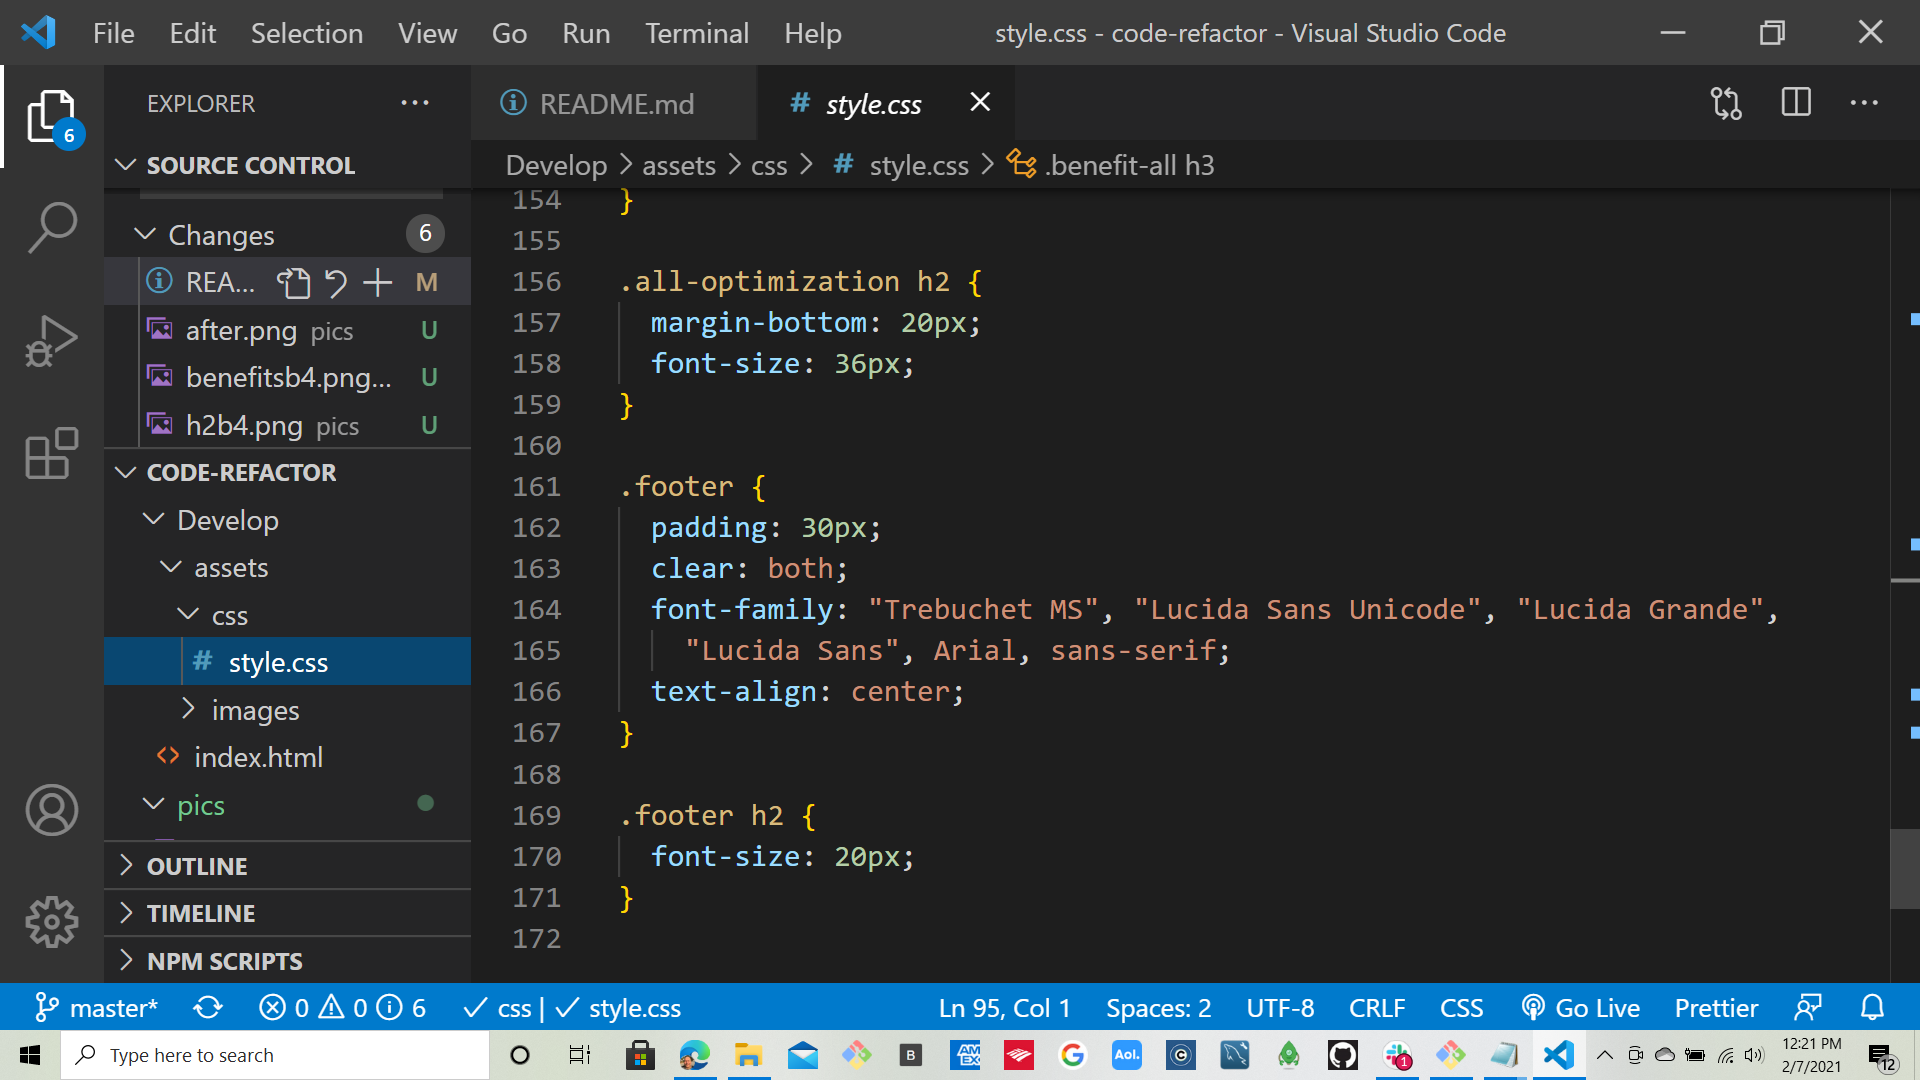 File Edit Selection View Go Run Terminal Help style.css - code-refactor - Visual Studio Code
6
EXPLORER
SOURCE CONTROL
Changes 6
REA... M
after.png pics U
benefitsb4.png... U
h2b4.png pics U
CODE-REFACTOR
Develop
assets
css
# style.css
images
index.html
pics
OUTLINE
TIMELINE
NPM SCRIPTS
README.md # style.css
Develop > assets > css > # style.css > .benefit-all h3
154 }
155
156 .all-optimization h2 {
157 margin-bottom: 20px;
158 font-size: 36px;
159 }
160
161 .footer {
162 padding: 30px;
163 clear: both;
164 font-family: "Trebuchet MS", "Lucida Sans Unicode", "Lucida Grande",
165 "Lucida Sans", Arial, sans-serif;
166 text-align: center;
167 }
168
169 .footer h2 {
170 font-size: 20px;
171 }
172
master* 0 0 6 css | style.css Ln 95, Col 1 Spaces: 2 UTF-8 CRLF CSS Go Live Prettier
Type here to search B AM EX G Aol. C 1 12:21 PM
2/7/2021 12